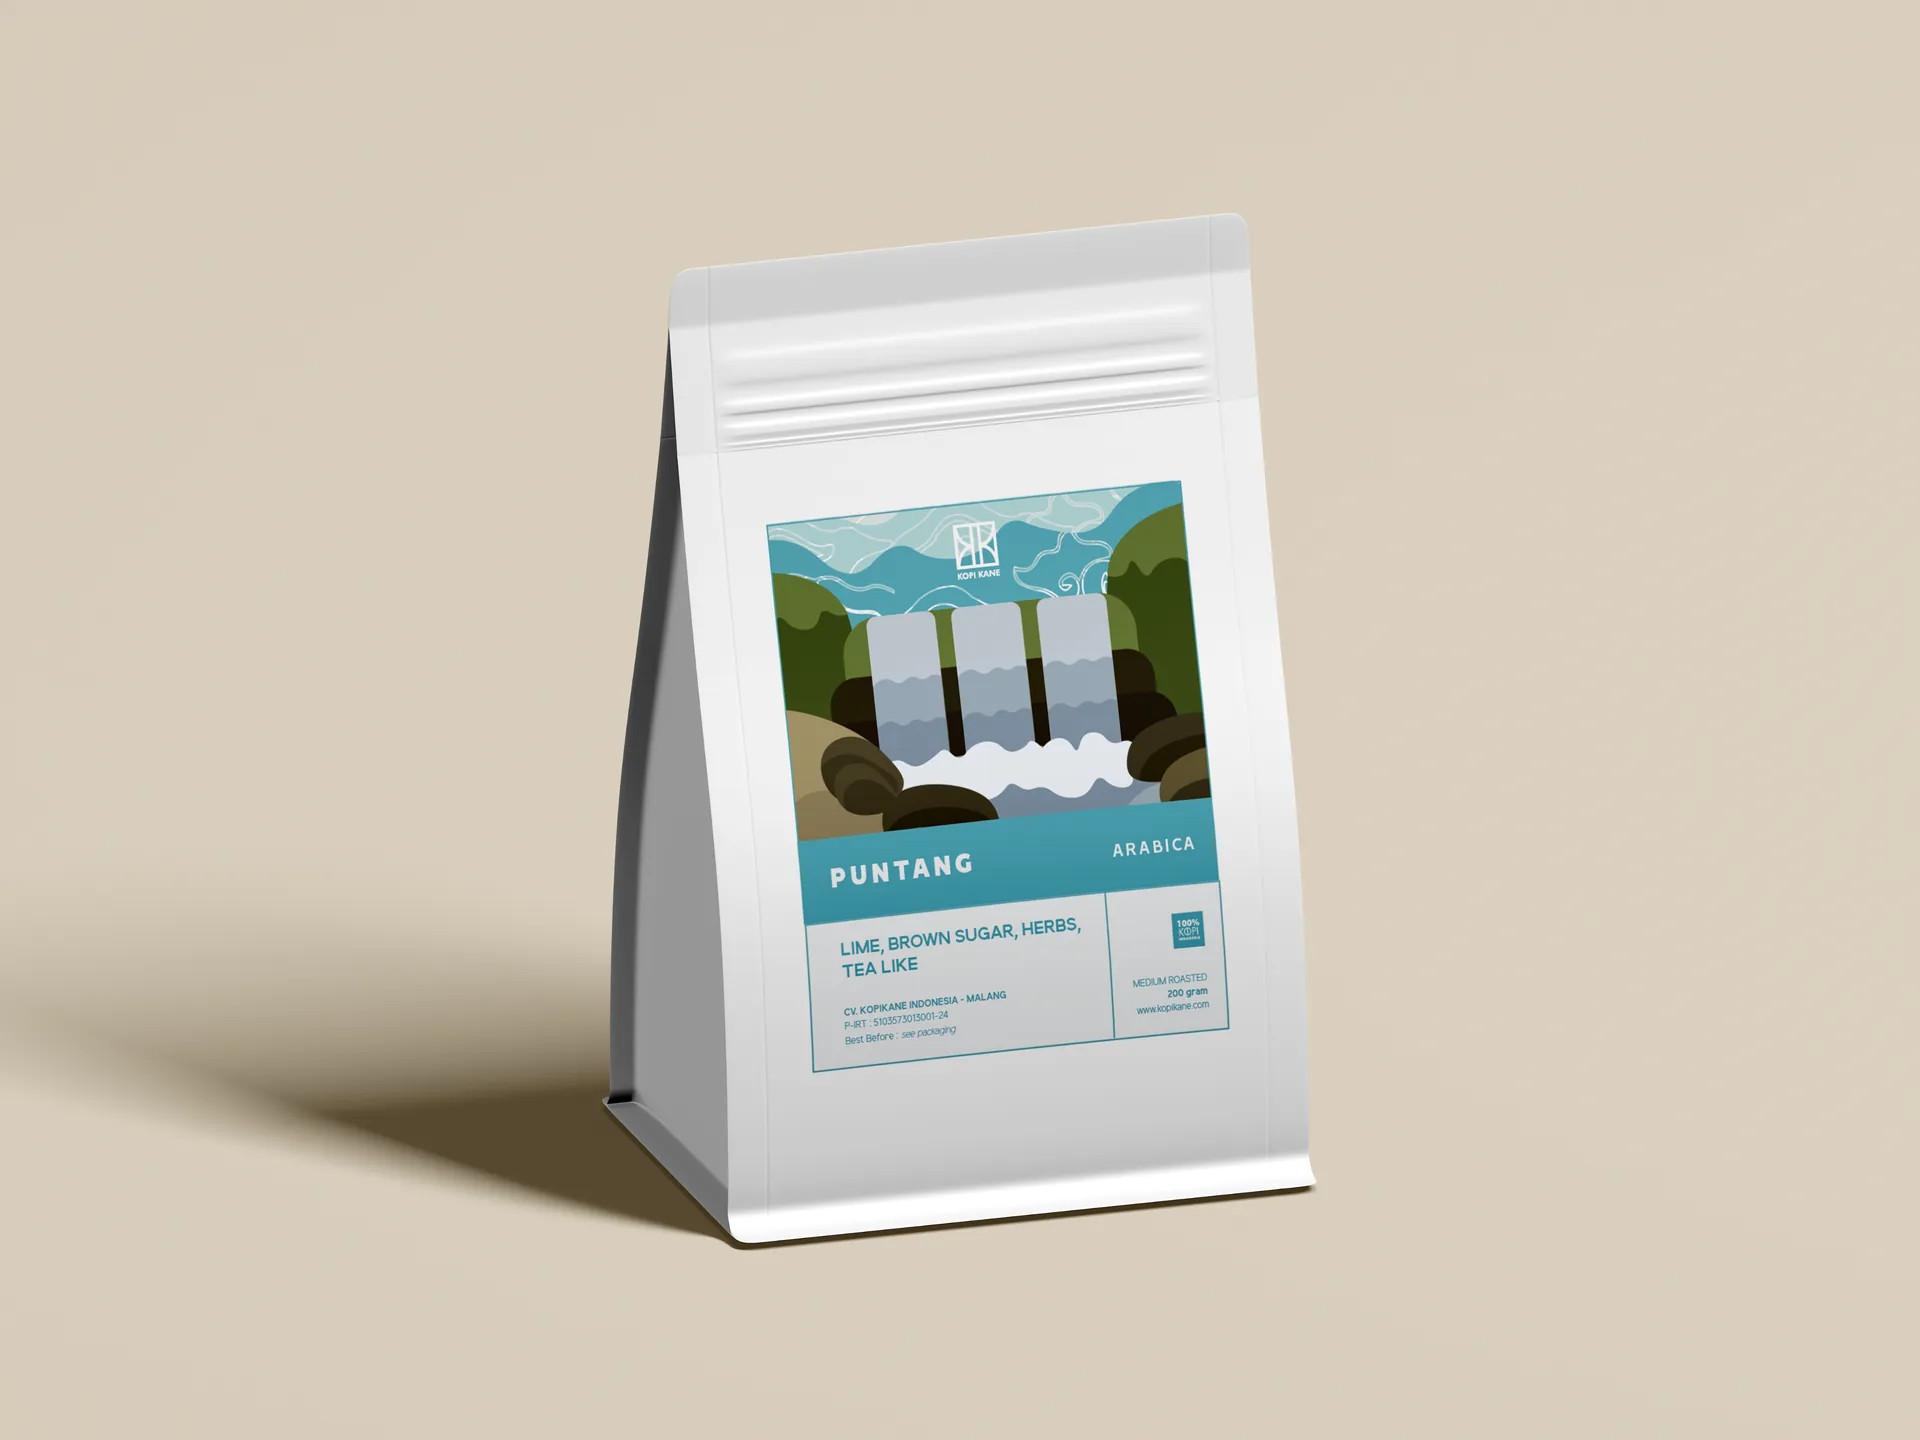 KOPI KANE
PUNTANG
ARABICA
LIME, BROWN SUGAR, HERBS,
TEA LIKE
CV. KOPIKANE INDONESIA - MALANG
P-IRT : 5103573013001-24
Best Before : see packaging
100%
KOPI
INDONESIA
MEDIUM ROASTED
200 gram
www.kopikane.com